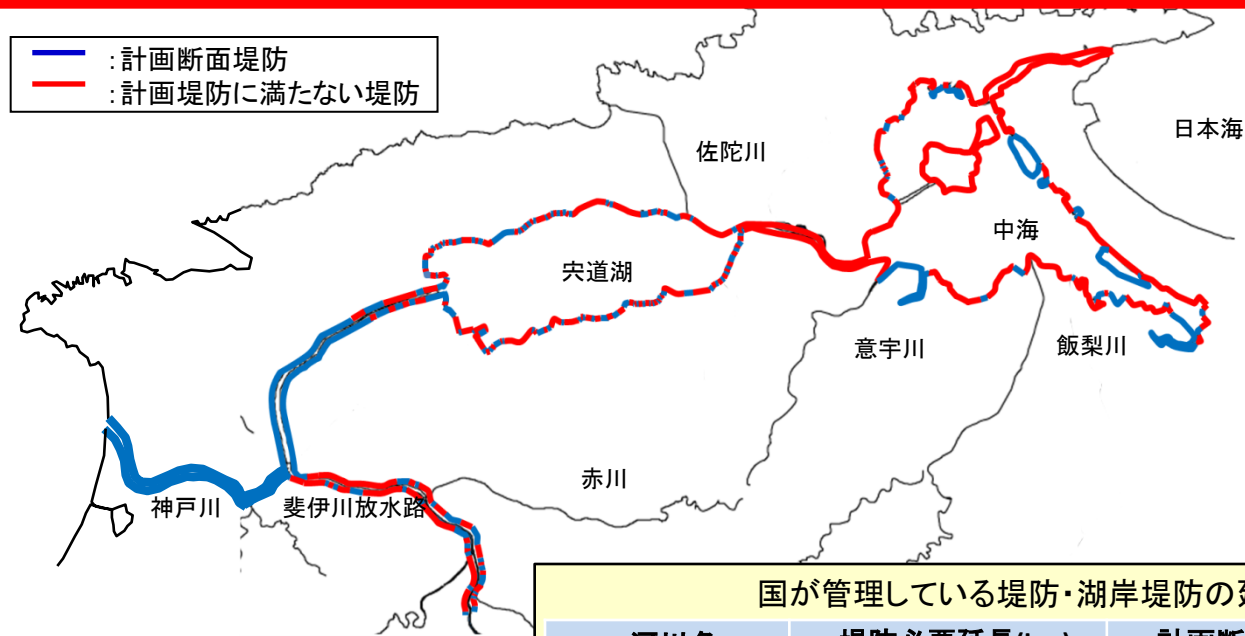 :計画断面堤防
:計画堤防に満たない堤防
日本海
佐陀川
中海
宍道湖
意宇川
飯梨川
赤川
神戸川
斐伊川放水路
国が管理している堤防・湖岸堤防の